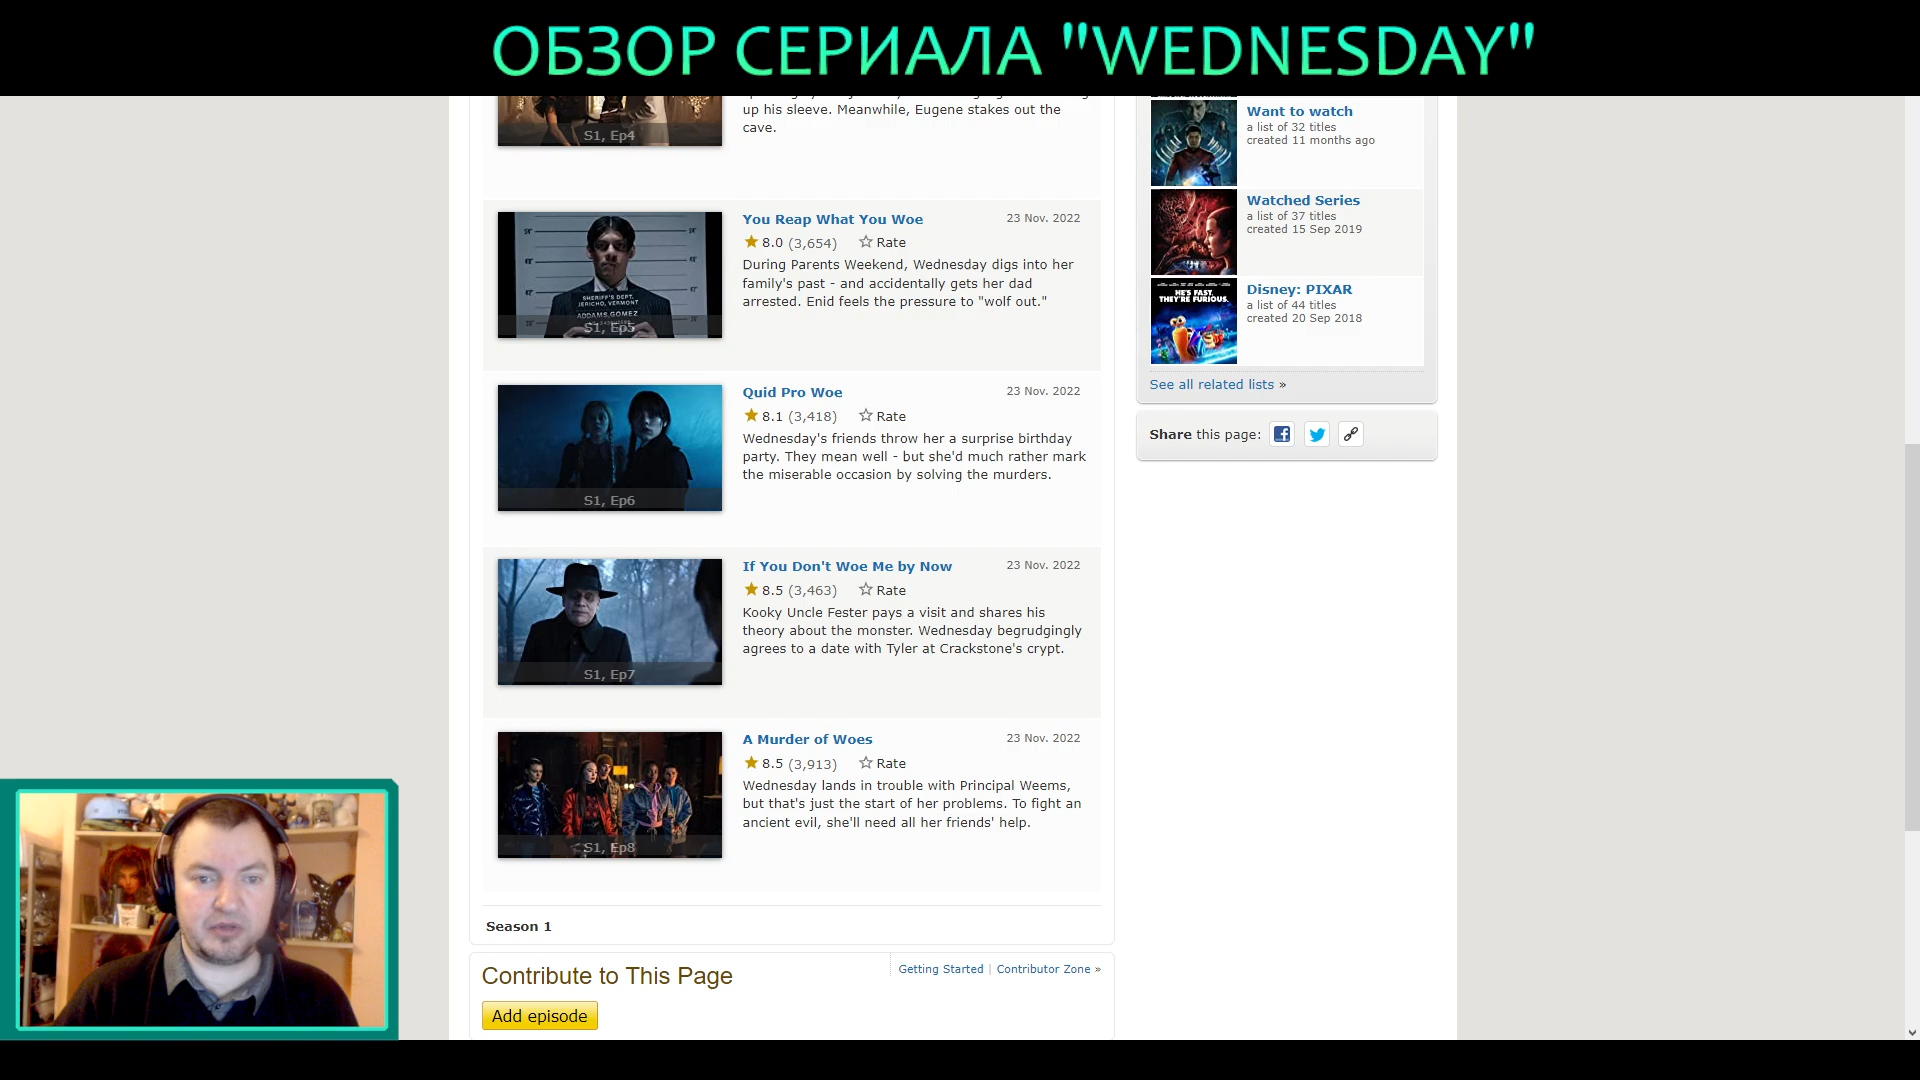 ОБЗОР СЕРИАЛА "WEDNESDAY"
up his sleeve. Meanwhile, Eugene stakes out the
cave.
S1, Ep4
You Reap What You Woe
23 Nov. 2022
8.0 (3,654) Rate
During Parents Weekend, Wednesday digs into her
family's past - and accidentally gets her dad
arrested. Enid feels the pressure to "wolf out."
SHERIFF'S DEPT.
JERICHO, VERMONT
ADDAMS, GOMEZ
S1, Ep5
Quid Pro Woe
23 Nov. 2022
8.1 (3,418) Rate
Wednesday's friends throw her a surprise birthday
party. They mean well - but she'd much rather mark
the miserable occasion by solving the murders.
S1, Ep6
If You Don't Woe Me by Now
23 Nov. 2022
8.5 (3,463) Rate
Kooky Uncle Fester pays a visit and shares his
theory about the monster. Wednesday begrudgingly
agrees to a date with Tyler at Crackstone's crypt.
S1, Ep7
A Murder of Woes
23 Nov. 2022
8.5 (3,913) Rate
Wednesday lands in trouble with Principal Weems,
but that's just the start of her problems. To fight an
ancient evil, she'll need all her friends' help.
S1, Ep8
Season 1
Contribute to This Page
Getting Started | Contributor Zone »
Add episode
Want to watch
a list of 32 titles
created 11 months ago
Watched Series
a list of 37 titles
created 15 Sep 2019
HE'S FAST.
THEY'RE FURIOUS.
Disney: PIXAR
a list of 44 titles
created 20 Sep 2018
See all related lists »
Share this page: